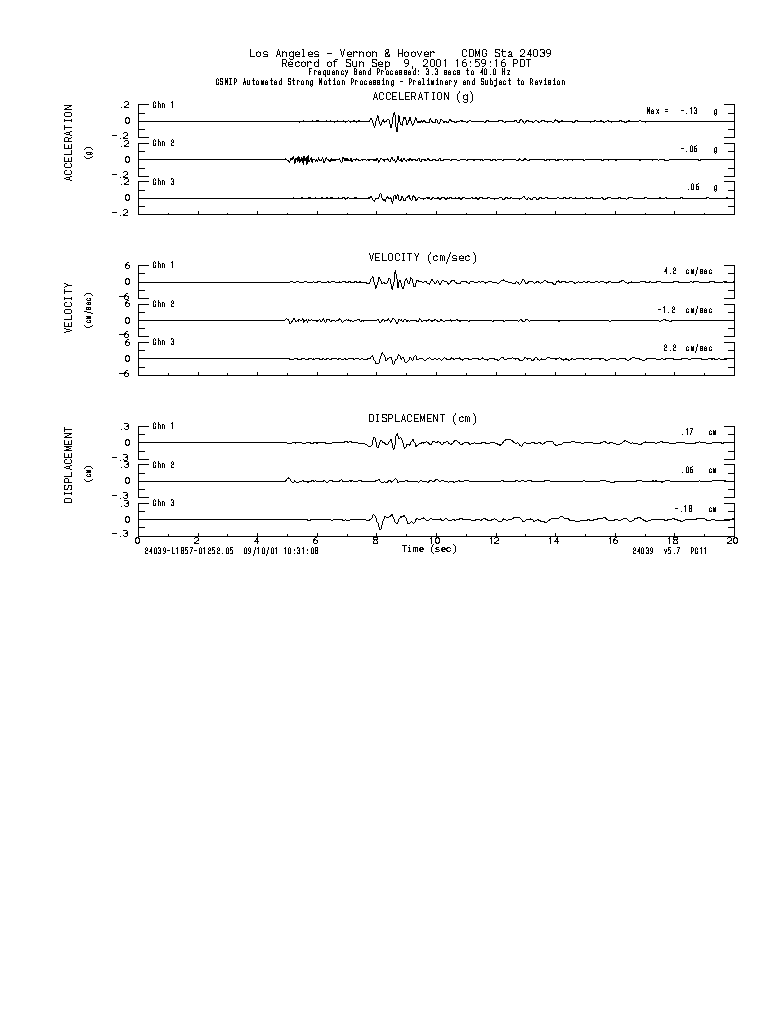 Los Angeles - Vernon & Hoover    CDMG Sta 24039
Record of Sun Sep  9, 2001 16:59:16 PDT
Frequency Band Processed: 3.3 secs to 40.0 Hz
CSMIP Automated Strong Motion Processing - Preliminary and Subject to Revision
ACCELERATION (g)
ACCELERATION
(g)
.2 Chn 1 Max = -.13 g
0
-.2
.2 Chn 2 -.06 g
0
-.2
.2 Chn 3 .06 g
0
-.2
VELOCITY (cm/sec)
VELOCITY
(cm/sec)
6 Chn 1 4.2 cm/sec
0
-6
6 Chn 2 -1.2 cm/sec
0
-6
6 Chn 3 2.2 cm/sec
0
-6
DISPLACEMENT (cm)
DISPLACEMENT
(cm)
.3 Chn 1 .17 cm
0
-.3
.3 Chn 2 .06 cm
0
-.3
.3 Chn 3 -.18 cm
0
-.3
0 2 4 6 8 10 12 14 16 18 20
Time (sec)
24039-L1857-01252.05  09/10/01 10:31:08
24039  v5.7  PC11